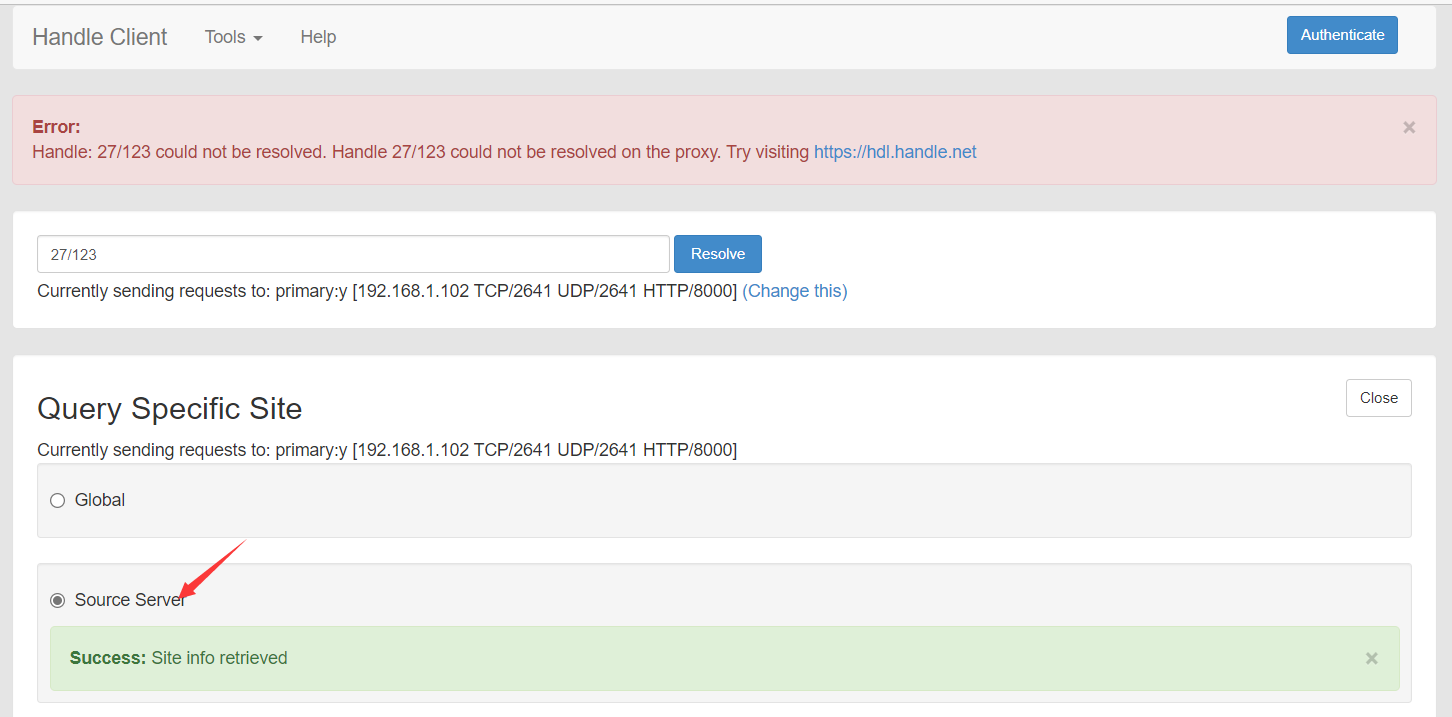 Handle Client Tools Help Authenticate
Error: ×
Handle: 27/123 could not be resolved. Handle 27/123 could not be resolved on the proxy. Try visiting https://hdl.handle.net
27/123 Resolve
Currently sending requests to: primary:y [192.168.1.102 TCP/2641 UDP/2641 HTTP/8000] (Change this)
Query Specific Site Close
Currently sending requests to: primary:y [192.168.1.102 TCP/2641 UDP/2641 HTTP/8000]
Global
Source Server
Success: Site info retrieved ×